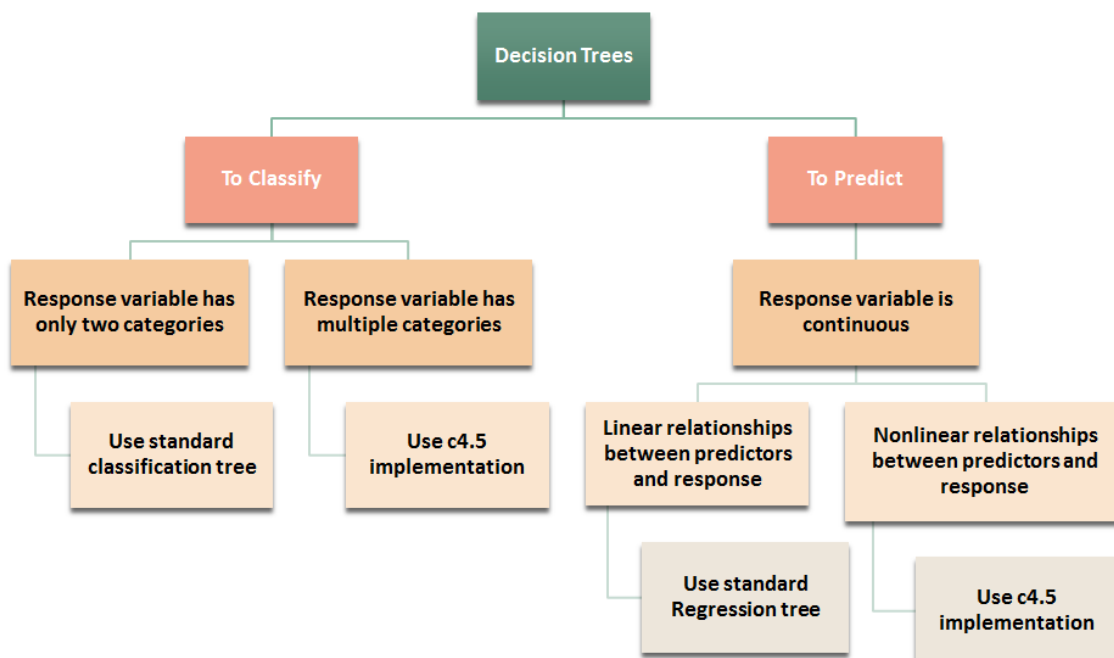 Decision Trees
To Classify
To Predict
Response variable has
only two categories
Response variable has
multiple categories
Response variable is
continuous
Use standard
classification tree
Use c4.5
implementation
Linear relationships
between predictors
and response
Nonlinear relationships
between predictors and
response
Use standard
Regression tree
Use c4.5
implementation